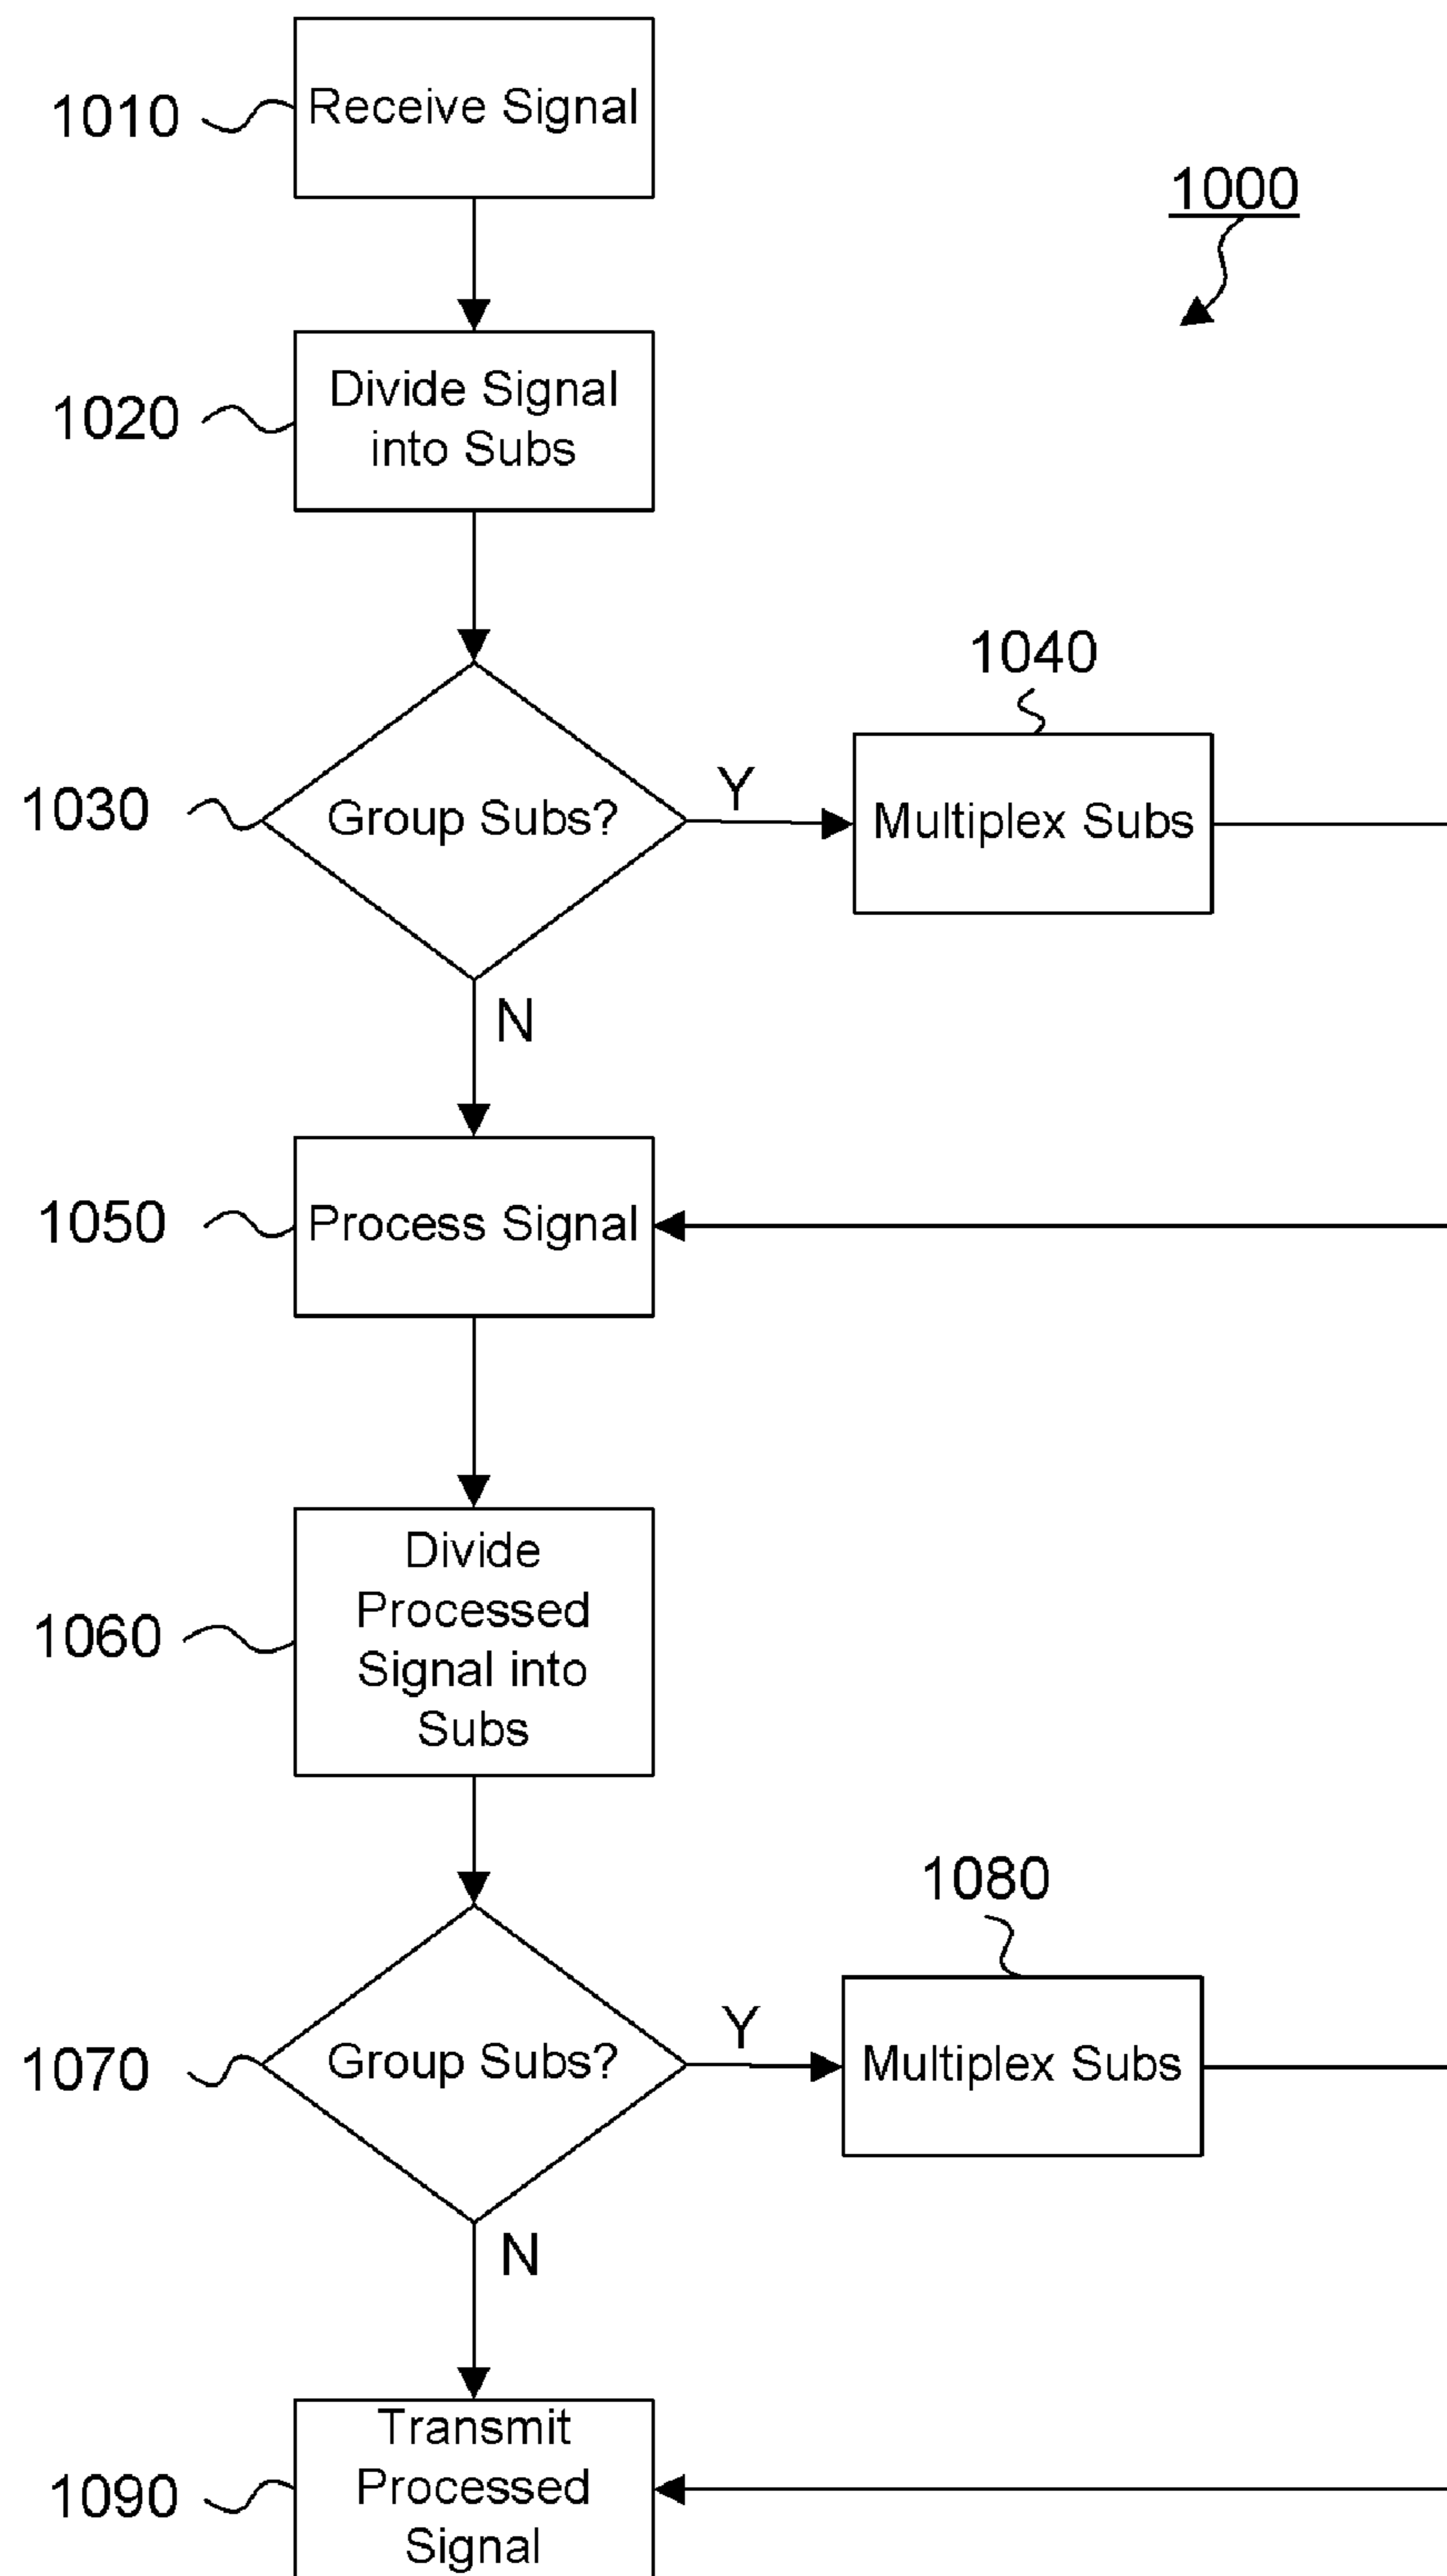 1010
Receive Signal
1000
1020
Divide Signal
into Subs
1040
1030
Group Subs?
Y
Multiplex Subs
N
1050
Process Signal
1060
Divide
Processed
Signal into
Subs
1080
1070
Group Subs?
Y
Multiplex Subs
N
1090
Transmit
Processed
Signal